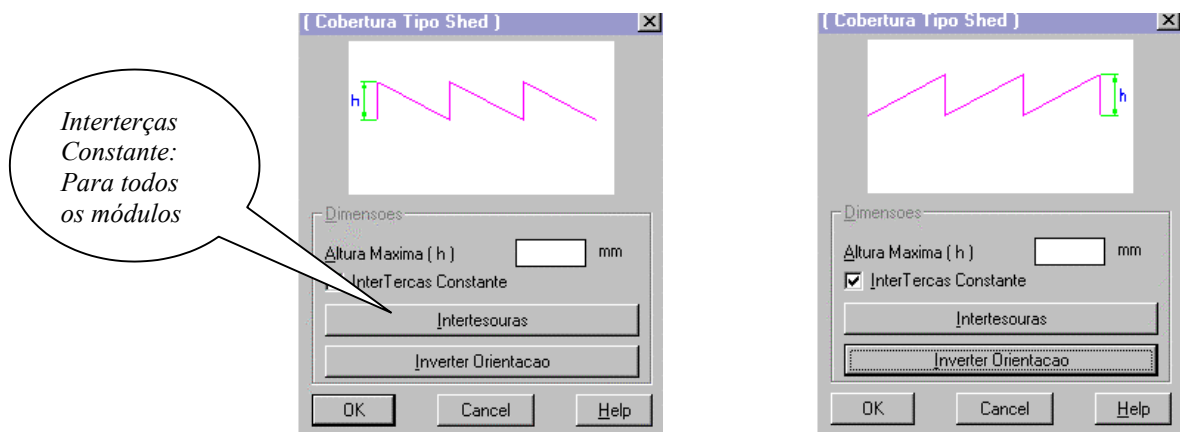 ( Cobertura Tipo Shed )
h
Interterças
Constante:
Para todos
os módulos
Dimensoes
Altura Maxima ( h )
mm
InterTercas Constante
Intertesouras
Inverter Orientacao
OK
Cancel
Help
( Cobertura Tipo Shed )
h
Dimensoes
Altura Maxima ( h )
mm
InterTercas Constante
Intertesouras
Inverter Orientacao
OK
Cancel
Help